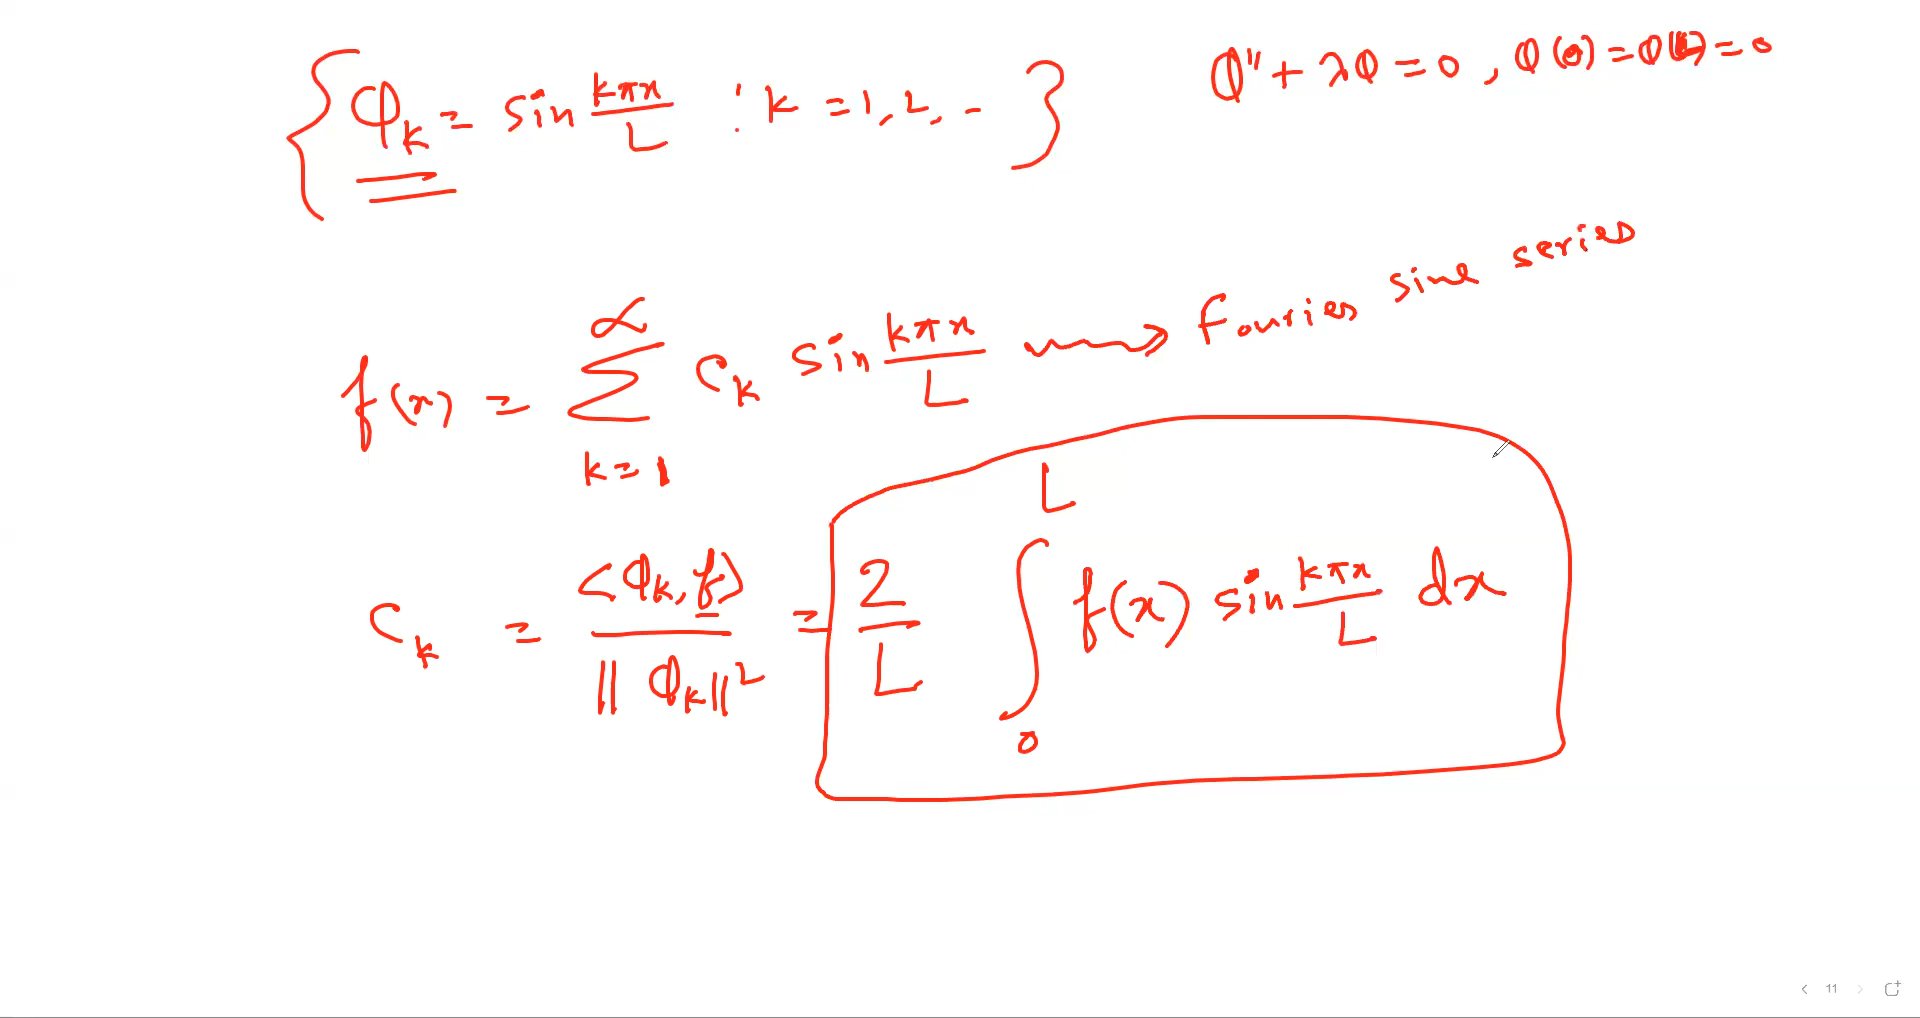 { φ_k = sin kπx/L : k = 1, 2, - }
φ'' + λφ = 0, φ(0) = φ(L) = 0
f(x) = ∑_{k=1}^{∞} c_k sin kπx/L ⟿ Fourier sine series
c_k = <φ_k, f> / ||φ_k||² = 2/L ∫_0^L f(x) sin kπx/L dx
11